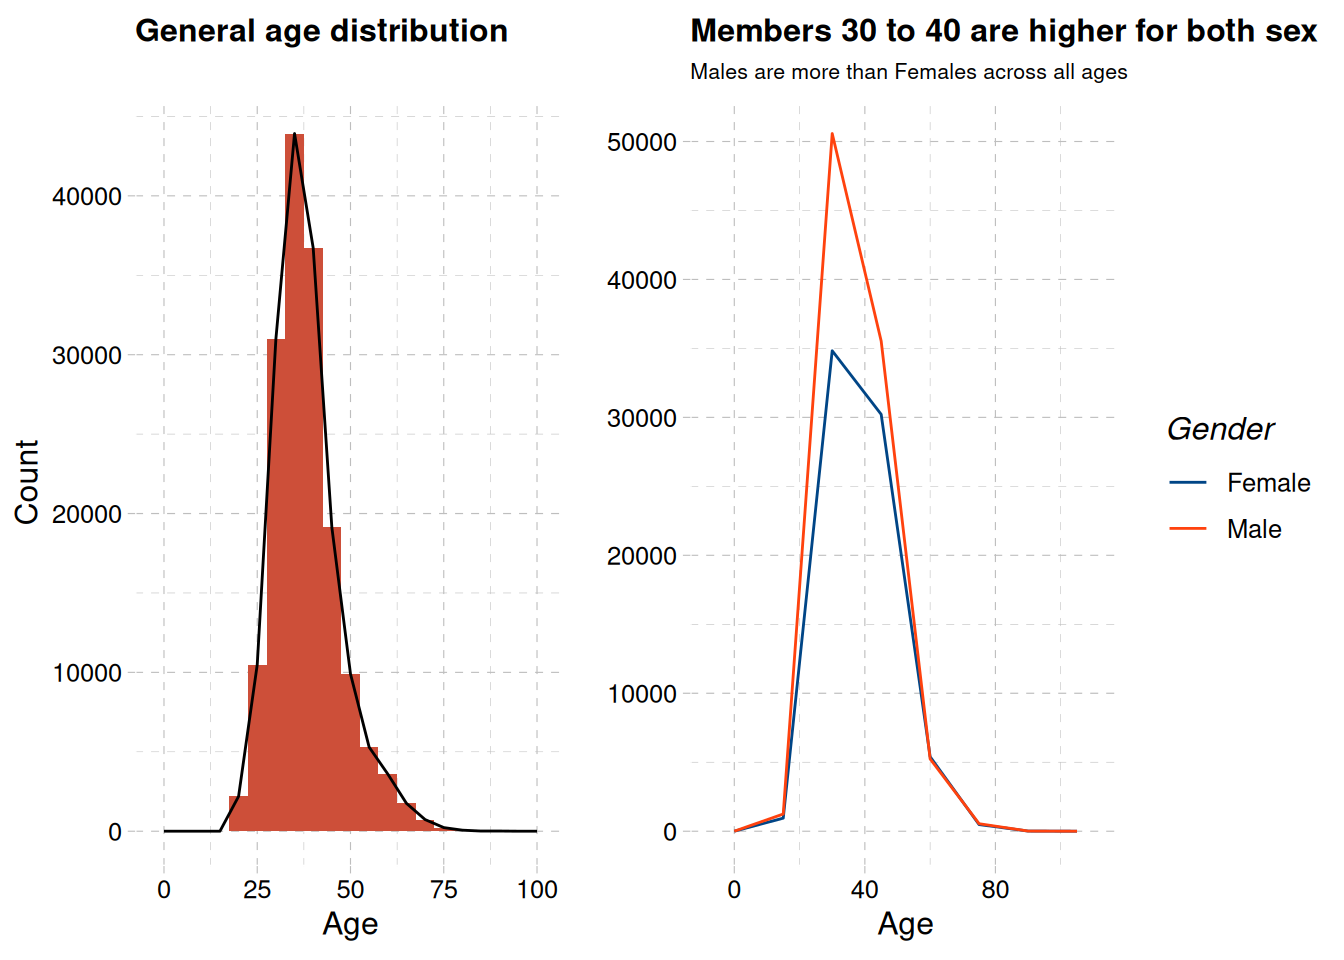 General age distribution
Count
40000
30000
20000
10000
0
0 25 50 75 100
Age
Members 30 to 40 are higher for both sex
Males are more than Females across all ages
50000
40000
30000
20000
10000
0
0 40 80
Age
Gender
Female
Male